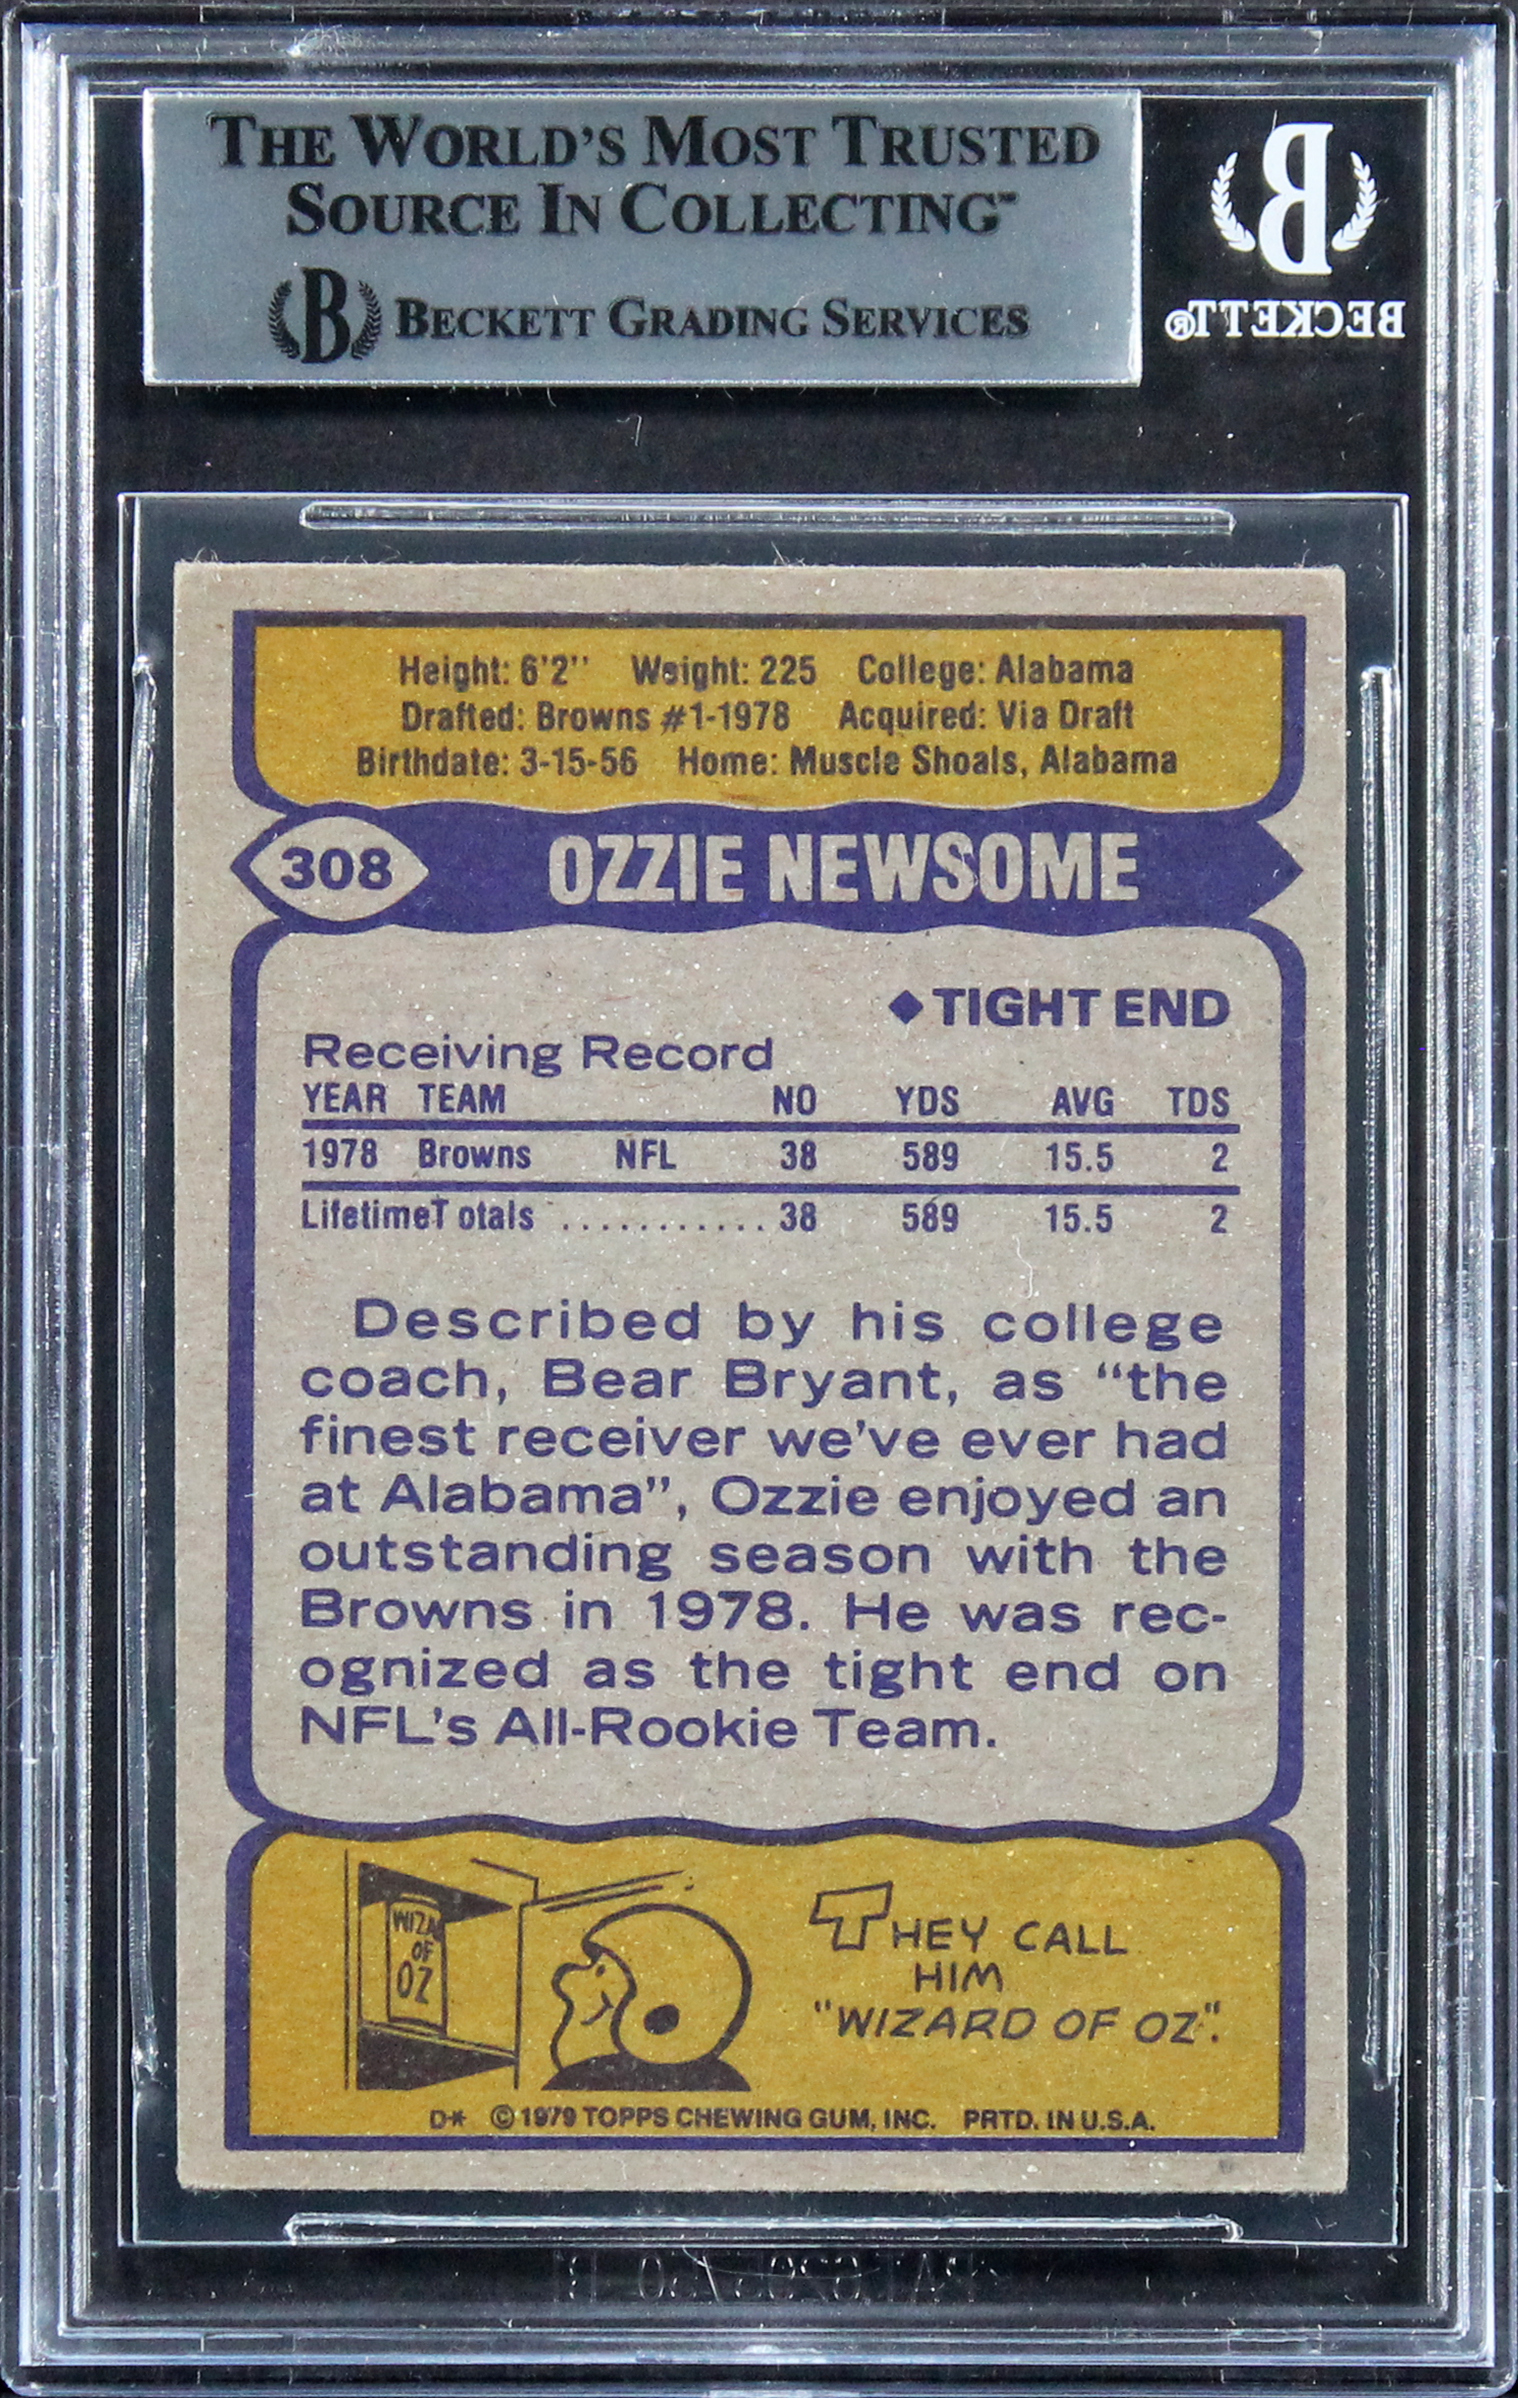 THE WORLD'S MOST TRUSTED
SOURCE IN COLLECTING™
B BECKETT GRADING SERVICES
B
BECKETT®
Height: 6'2'' Weight: 225 College: Alabama
Drafted: Browns #1-1978 Acquired: Via Draft
Birthdate: 3-15-56 Home: Muscle Shoals, Alabama
308 OZZIE NEWSOME
◆ TIGHT END
Receiving Record
YEAR TEAM NO YDS AVG TDS
1978 Browns NFL 38 589 15.5 2
LifetimeT otals ........... 38 589 15.5 2
Described by his college
coach, Bear Bryant, as “the
finest receiver we've ever had
at Alabama”, Ozzie enjoyed an
outstanding season with the
Browns in 1978. He was rec-
ognized as the tight end on
NFL's All-Rookie Team.
WIZA
OF
OZ
THEY CALL
HIM
"WIZARD OF OZ".
D* © 1979 TOPPS CHEWING GUM, INC. PRTD. IN U.S.A.